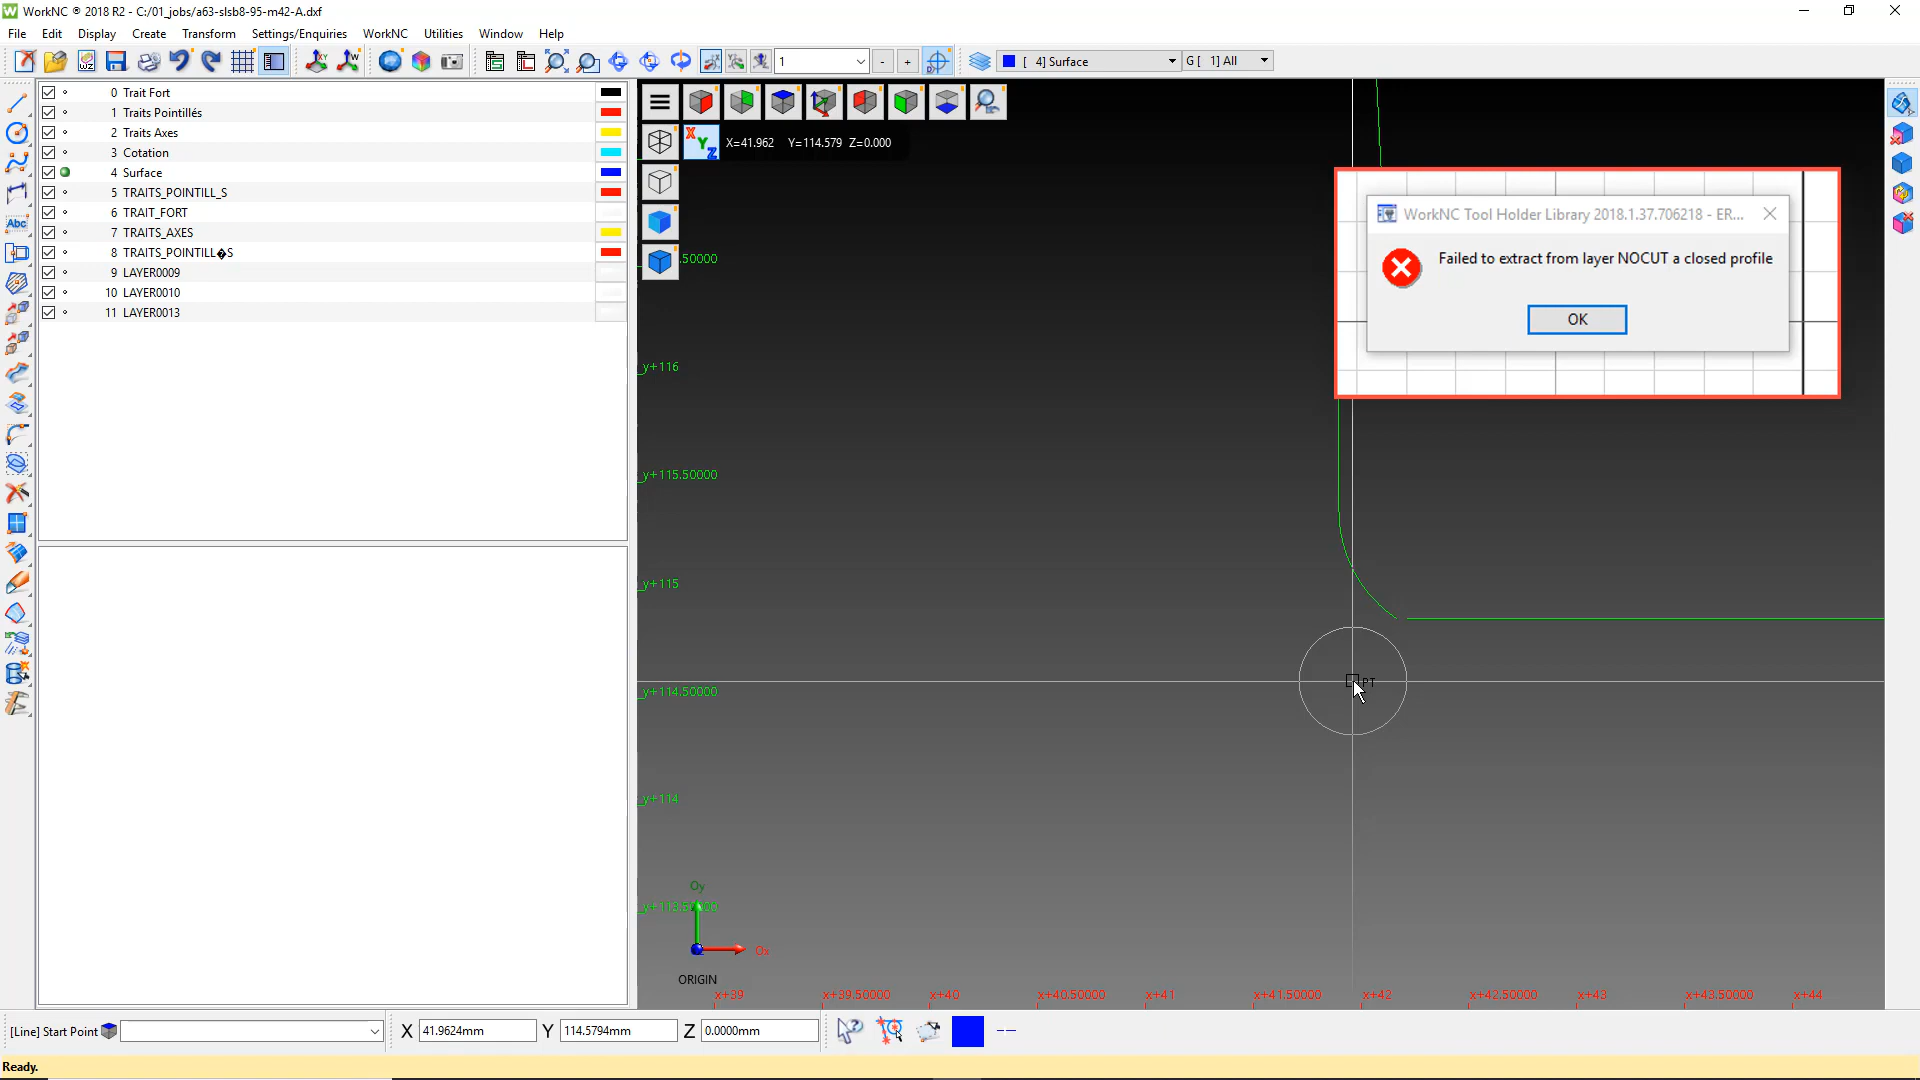 WorkNC ® 2018 R2 - C:/01_jobs/a63-slsb8-95-m42-A.dxf
File Edit Display Create Transform Settings/Enquiries WorkNC Utilities Window Help
1 - + [ 4] Surface G [ 1] All
0 Trait Fort
1 Traits Pointillés
2 Traits Axes
3 Cotation
4 Surface
5 TRAITS_POINTILL_S
6 TRAIT_FORT
7 TRAITS_AXES
8 TRAITS_POINTILL�S
9 LAYER0009
10 LAYER0010
11 LAYER0013
Abc
X Y Z X=41.962 Y=114.579 Z=0.000
WorkNC Tool Holder Library 2018.1.37.706218 - ER...
Failed to extract from layer NOCUT a closed profile
OK
.50000
y+116
y+115.50000
y+115
y+114.50000
y+114
y+113.50000
PT
Oy
Ox
ORIGIN
x+39 x+39.50000 x+40 x+40.50000 x+41 x+41.50000 x+42 x+42.50000 x+43 x+43.50000 x+44
[Line] Start Point X 41.9624mm Y 114.5794mm Z 0.0000mm
Ready.